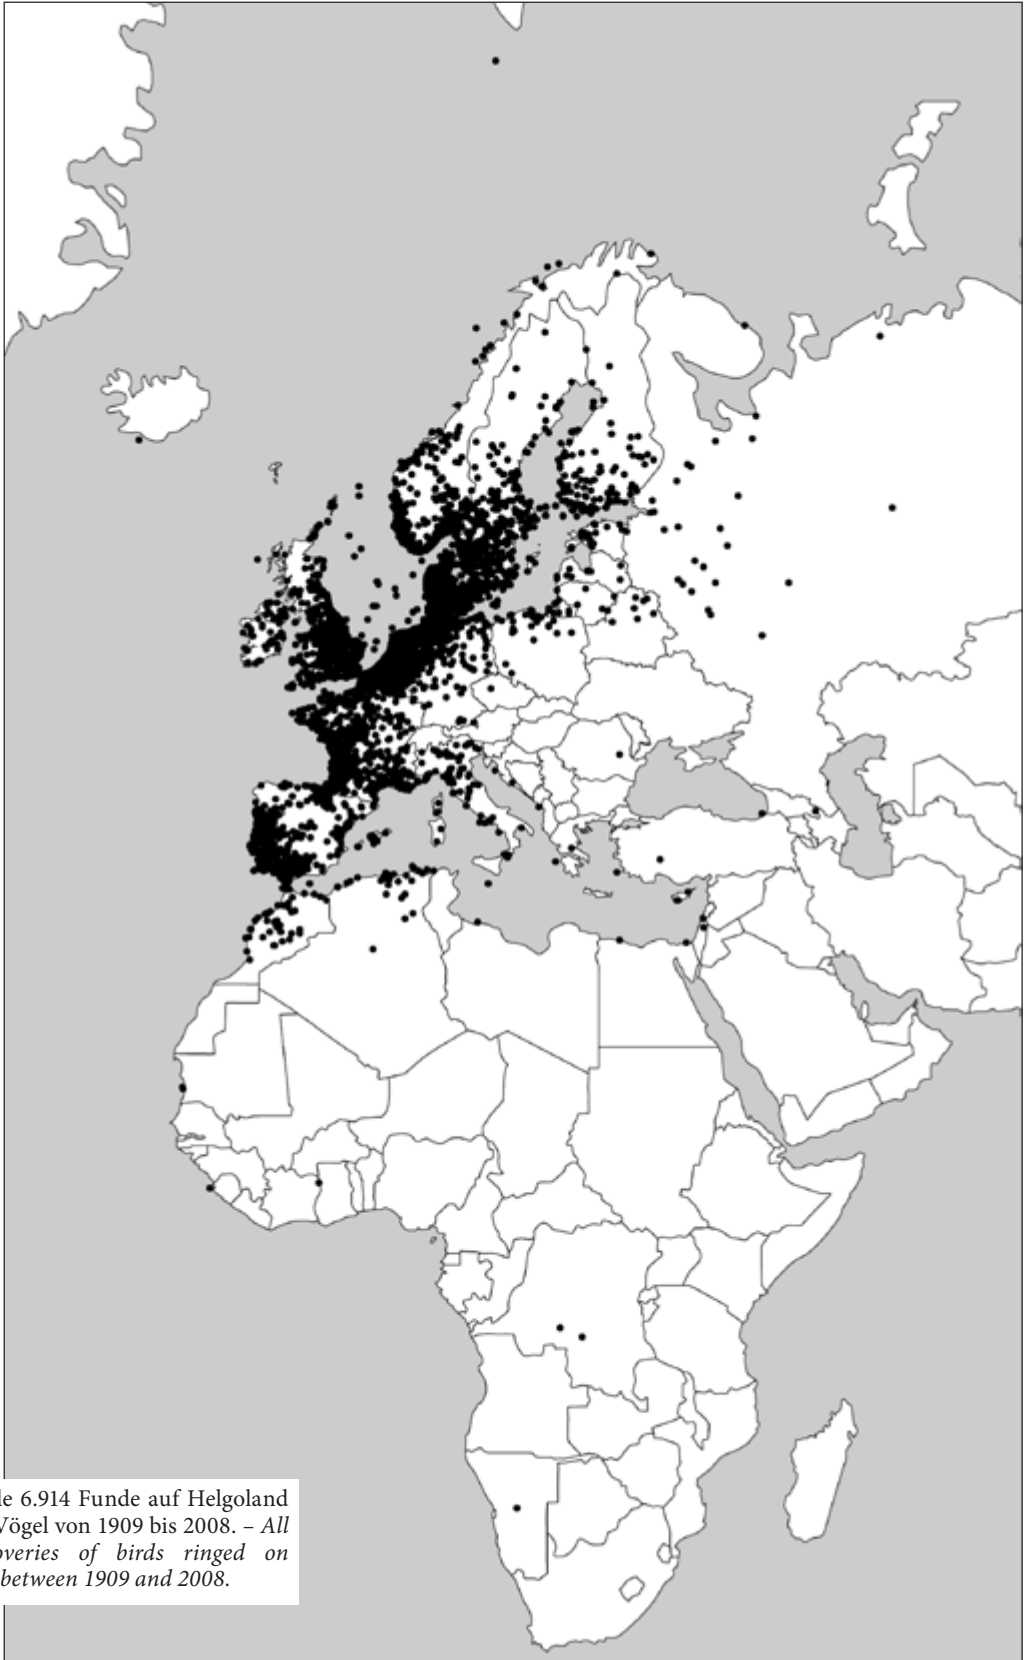 le 6.914 Funde auf Helgoland
Vögel von 1909 bis 2008. – All
overies of birds ringed on
between 1909 and 2008.